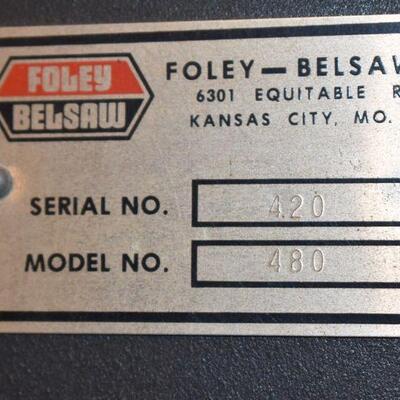 FOLEY
BELSAW
FOLEY—BELSAW
6301 EQUITABLE R
KANSAS CITY, MO.
SERIAL NO. 420
MODEL NO. 480